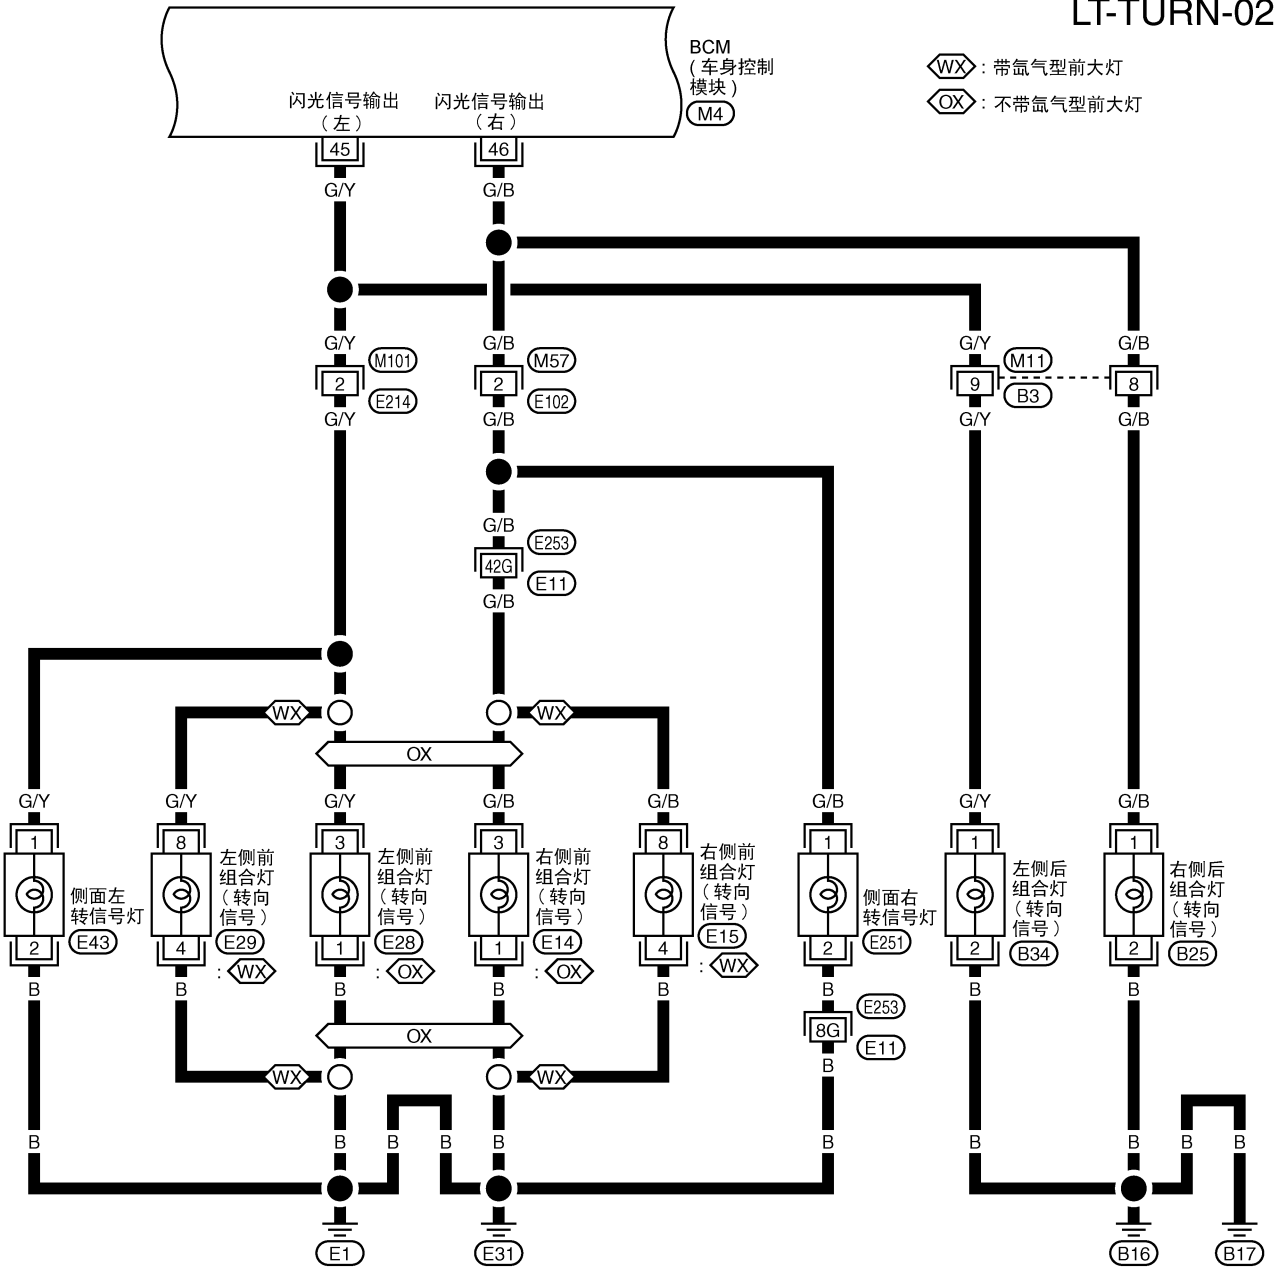 LT-TURN-02
BCM
(车身控制
模块)
M4
WX : 带氙气型前大灯
OX : 不带氙气型前大灯
闪光信号输出
(左)
闪光信号输出
(右)
45 46
G/Y G/B
G/Y G/B G/Y G/B
M101 M57 M11
2 2 9 8
E214 E102 B3
G/Y G/B G/Y G/B
G/B
E253
42G
E11
G/B
WX WX
OX
G/Y G/Y G/Y G/B G/B G/B G/Y G/B
1 8 3 3 8 1 1 1
侧面左
转信号灯
E43
左侧前
组合灯
(转向
信号)
E29
: WX
左侧前
组合灯
(转向
信号)
E28
: OX
右侧前
组合灯
(转向
信号)
E14
: OX
右侧前
组合灯
(转向
信号)
E15
: WX
侧面右
转信号灯
E251
左侧后
组合灯
(转向
信号)
B34
右侧后
组合灯
(转向
信号)
B25
2 4 1 1 4 2 2 2
B B B B B B B B
E253
8G
E11
B
OX
WX WX
B B B B B B B B B B
E1 E31 B16 B17